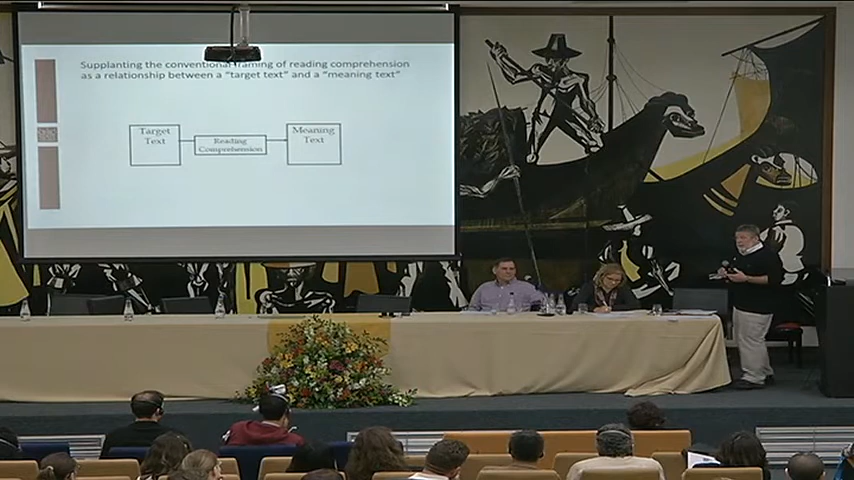 Supplanting the conventional framing of reading comprehension
as a relationship between a "target text" and a "meaning text"
Target
Text
Reading
Comprehension
Meaning
Text